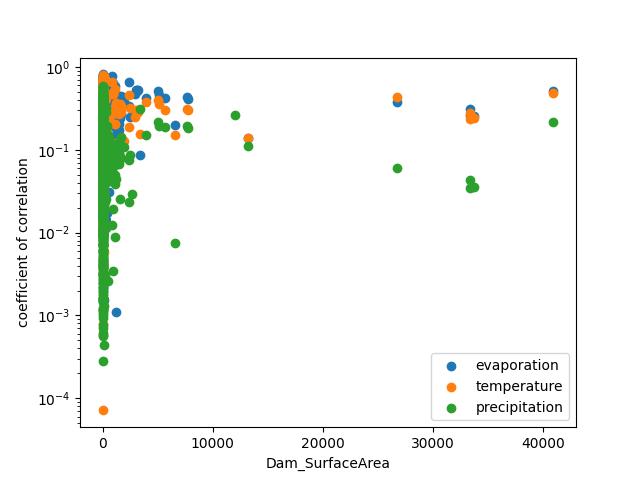 10⁰
10⁻¹
10⁻²
10⁻³
10⁻⁴
coefficient of correlation
evaporation
temperature
precipitation
0 10000 20000 30000 40000
Dam_SurfaceArea